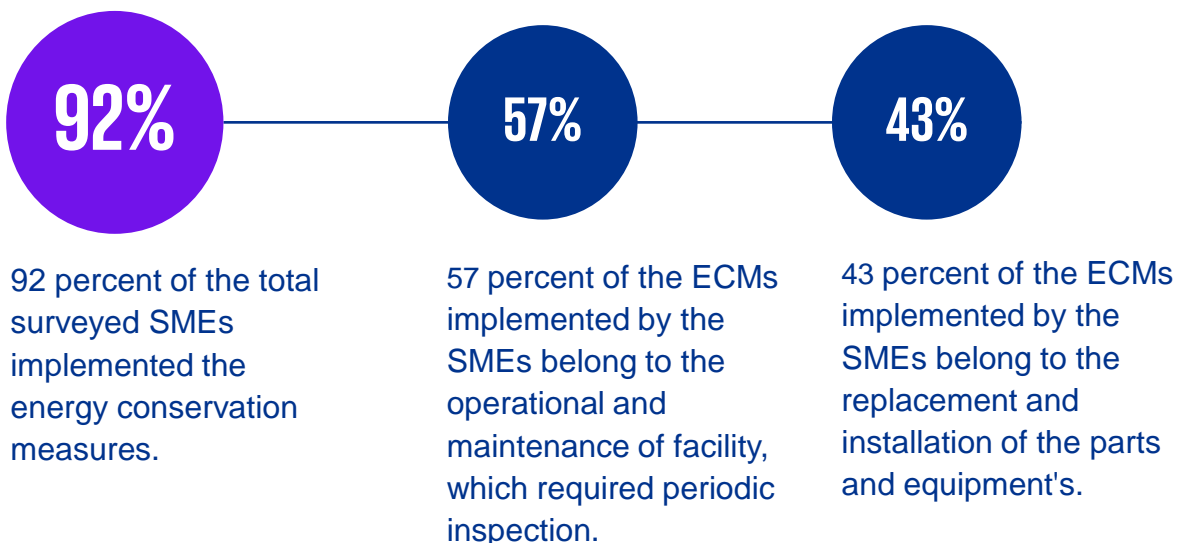 92%
57%
43%
92 percent of the total
surveyed SMEs
implemented the
energy conservation
measures.
57 percent of the ECMs
implemented by the
SMEs belong to the
operational and
maintenance of facility,
which required periodic
inspection.
43 percent of the ECMs
implemented by the
SMEs belong to the
replacement and
installation of the parts
and equipment's.